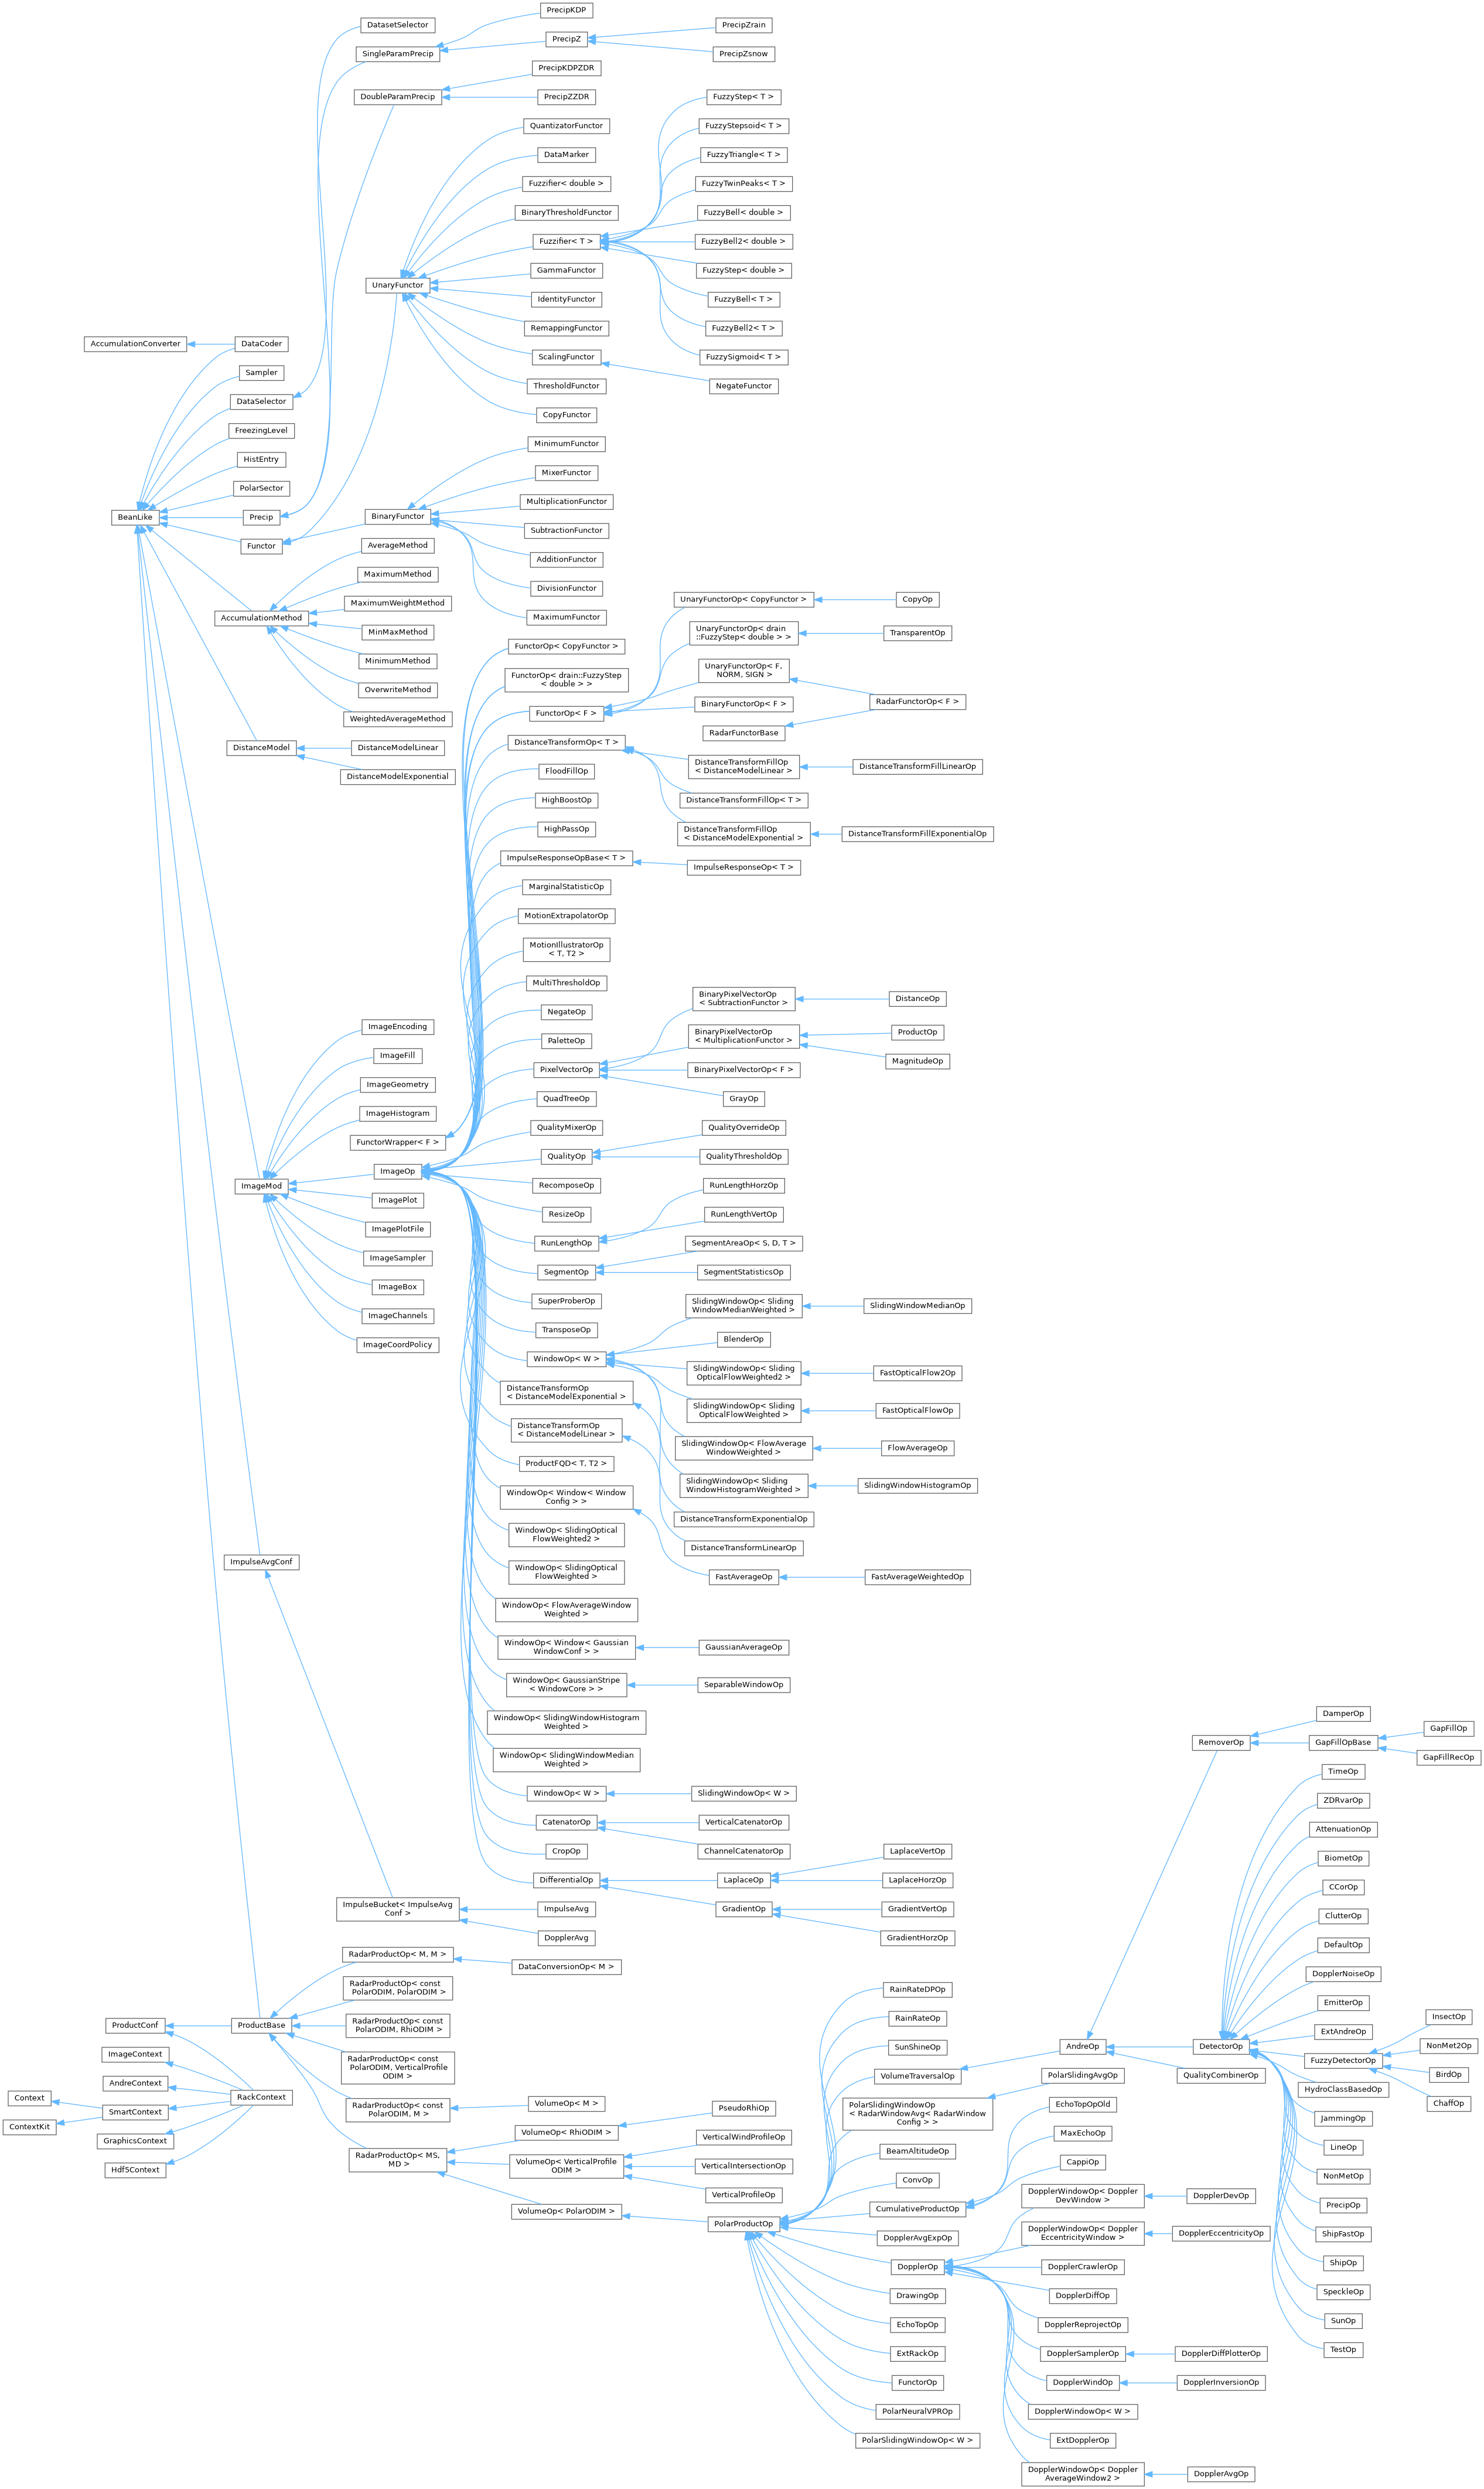 PrecipKDP
DatasetSelector
PrecipZrain
PrecipZ
SingleParamPrecip
PrecipZsnow
PrecipKDPZDR
DoubleParamPrecip
PrecipZZDR
FuzzyStep< T >
QuantizatorFunctor
FuzzyStepsoid< T >
DataMarker
FuzzyTriangle< T >
Fuzzifier< double >
FuzzyTwinPeaks< T >
BinaryThresholdFunctor
FuzzyBell< double >
Fuzzifier< T >
FuzzyBell2< double >
GammaFunctor
FuzzyStep< double >
UnaryFunctor
IdentityFunctor
FuzzyBell< T >
RemappingFunctor
FuzzyBell2< T >
AccumulationConverter
DataCoder
ScalingFunctor
FuzzySigmoid< T >
Sampler
ThresholdFunctor
NegateFunctor
DataSelector
CopyFunctor
FreezingLevel
MinimumFunctor
HistEntry
MixerFunctor
PolarSector
MultiplicationFunctor
BeanLike
Precip
BinaryFunctor
SubtractionFunctor
Functor
AverageMethod
AdditionFunctor
MaximumMethod
DivisionFunctor
MaximumWeightMethod
UnaryFunctorOp< CopyFunctor >
CopyOp
AccumulationMethod
MaximumFunctor
MinMaxMethod
UnaryFunctorOp< drain
::FuzzyStep< double > >
TransparentOp
FunctorOp< CopyFunctor >
MinimumMethod
FunctorOp< drain::FuzzyStep
< double > >
UnaryFunctorOp< F,
NORM, SIGN >
OverwriteMethod
BinaryFunctorOp< F >
RadarFunctorOp< F >
WeightedAverageMethod
FunctorOp< F >
RadarFunctorBase
DistanceModel
DistanceModelLinear
DistanceTransformOp< T >
DistanceTransformFillOp
< DistanceModelLinear >
DistanceTransformFillLinearOp
DistanceModelExponential
FloodFillOp
DistanceTransformFillOp< T >
HighBoostOp
DistanceTransformFillOp
< DistanceModelExponential >
DistanceTransformFillExponentialOp
HighPassOp
ImpulseResponseOpBase< T >
ImpulseResponseOp< T >
MarginalStatisticOp
MotionExtrapolatorOp
MotionIllustratorOp
< T, T2 >
MultiThresholdOp
BinaryPixelVectorOp
< SubtractionFunctor >
DistanceOp
NegateOp
ImageEncoding
BinaryPixelVectorOp
< MultiplicationFunctor >
ProductOp
PaletteOp
ImageFill
MagnitudeOp
PixelVectorOp
BinaryPixelVectorOp< F >
ImageGeometry
QuadTreeOp
GrayOp
ImageHistogram
QualityMixerOp
QualityOverrideOp
FunctorWrapper< F >
QualityOp
QualityThresholdOp
ImageOp
RecomposeOp
RunLengthHorzOp
ImageMod
ImagePlot
ResizeOp
RunLengthVertOp
ImagePlotFile
RunLengthOp
SegmentAreaOp< S, D, T >
ImageSampler
SegmentOp
SegmentStatisticsOp
ImageBox
SuperProberOp
SlidingWindowOp< Sliding
WindowMedianWeighted >
SlidingWindowMedianOp
ImageChannels
TransposeOp
BlenderOp
ImageCoordPolicy
WindowOp< W >
SlidingWindowOp< Sliding
OpticalFlowWeighted2 >
FastOpticalFlow2Op
DistanceTransformOp
< DistanceModelExponential >
SlidingWindowOp< Sliding
OpticalFlowWeighted >
FastOpticalFlowOp
DistanceTransformOp
< DistanceModelLinear >
SlidingWindowOp< FlowAverage
WindowWeighted >
FlowAverageOp
ProductFQD< T, T2 >
SlidingWindowOp< Sliding
WindowHistogramWeighted >
SlidingWindowHistogramOp
WindowOp< Window< Window
Config > >
DistanceTransformExponentialOp
WindowOp< SlidingOptical
FlowWeighted2 >
DistanceTransformLinearOp
ImpulseAvgConf
WindowOp< SlidingOptical
FlowWeighted >
FastAverageOp
FastAverageWeightedOp
WindowOp< FlowAverageWindow
Weighted >
WindowOp< Window< Gaussian
WindowConf > >
GaussianAverageOp
WindowOp< GaussianStripe
< WindowCore > >
SeparableWindowOp
WindowOp< SlidingWindowHistogram
Weighted >
WindowOp< SlidingWindowMedian
Weighted >
DamperOp
RemoverOp
GapFillOpBase
GapFillOp
GapFillRecOp
WindowOp< W >
SlidingWindowOp< W >
TimeOp
CatenatorOp
VerticalCatenatorOp
ZDRvarOp
CropOp
ChannelCatenatorOp
AttenuationOp
DifferentialOp
LaplaceOp
LaplaceVertOp
BiometOp
LaplaceHorzOp
CCorOp
ImpulseBucket< ImpulseAvg
Conf >
ImpulseAvg
GradientOp
GradientVertOp
ClutterOp
DopplerAvg
GradientHorzOp
DefaultOp
RadarProductOp< M, M >
DataConversionOp< M >
DopplerNoiseOp
RadarProductOp< const
PolarODIM, PolarODIM >
RainRateDPOp
EmitterOp
ProductConf
ProductBase
RadarProductOp< const
PolarODIM, RhiODIM >
RainRateOp
ExtAndreOp
InsectOp
ImageContext
RadarProductOp< const
PolarODIM, VerticalProfile
ODIM >
SunShineOp
AndreOp
DetectorOp
FuzzyDetectorOp
NonMet2Op
AndreContext
VolumeTraversalOp
QualityCombinerOp
HydroClassBasedOp
BirdOp
Context
RackContext
RadarProductOp< const
PolarODIM, M >
VolumeOp< M >
PolarSlidingWindowOp
< RadarWindowAvg< RadarWindow
Config > >
PolarSlidingAvgOp
ChaffOp
SmartContext
PseudoRhiOp
EchoTopOpOld
JammingOp
ContextKit
VolumeOp< RhiODIM >
MaxEchoOp
LineOp
GraphicsContext
RadarProductOp< MS,
MD >
VerticalWindProfileOp
BeamAltitudeOp
CappiOp
NonMetOp
Hdf5Context
VolumeOp< VerticalProfile
ODIM >
VerticalIntersectionOp
ConvOp
DopplerWindowOp< Doppler
DevWindow >
DopplerDevOp
PrecipOp
VerticalProfileOp
CumulativeProductOp
VolumeOp< PolarODIM >
PolarProductOp
DopplerAvgExpOp
DopplerWindowOp< Doppler
EccentricityWindow >
DopplerEccentricityOp
ShipFastOp
DopplerOp
DopplerCrawlerOp
ShipOp
DrawingOp
DopplerDiffOp
SpeckleOp
EchoTopOp
DopplerReprojectOp
SunOp
ExtRackOp
DopplerSamplerOp
DopplerDiffPlotterOp
TestOp
FunctorOp
DopplerWindOp
DopplerInversionOp
PolarNeuralVPROp
DopplerWindowOp< W >
PolarSlidingWindowOp< W >
ExtDopplerOp
DopplerWindowOp< Doppler
AverageWindow2 >
DopplerAvgOp